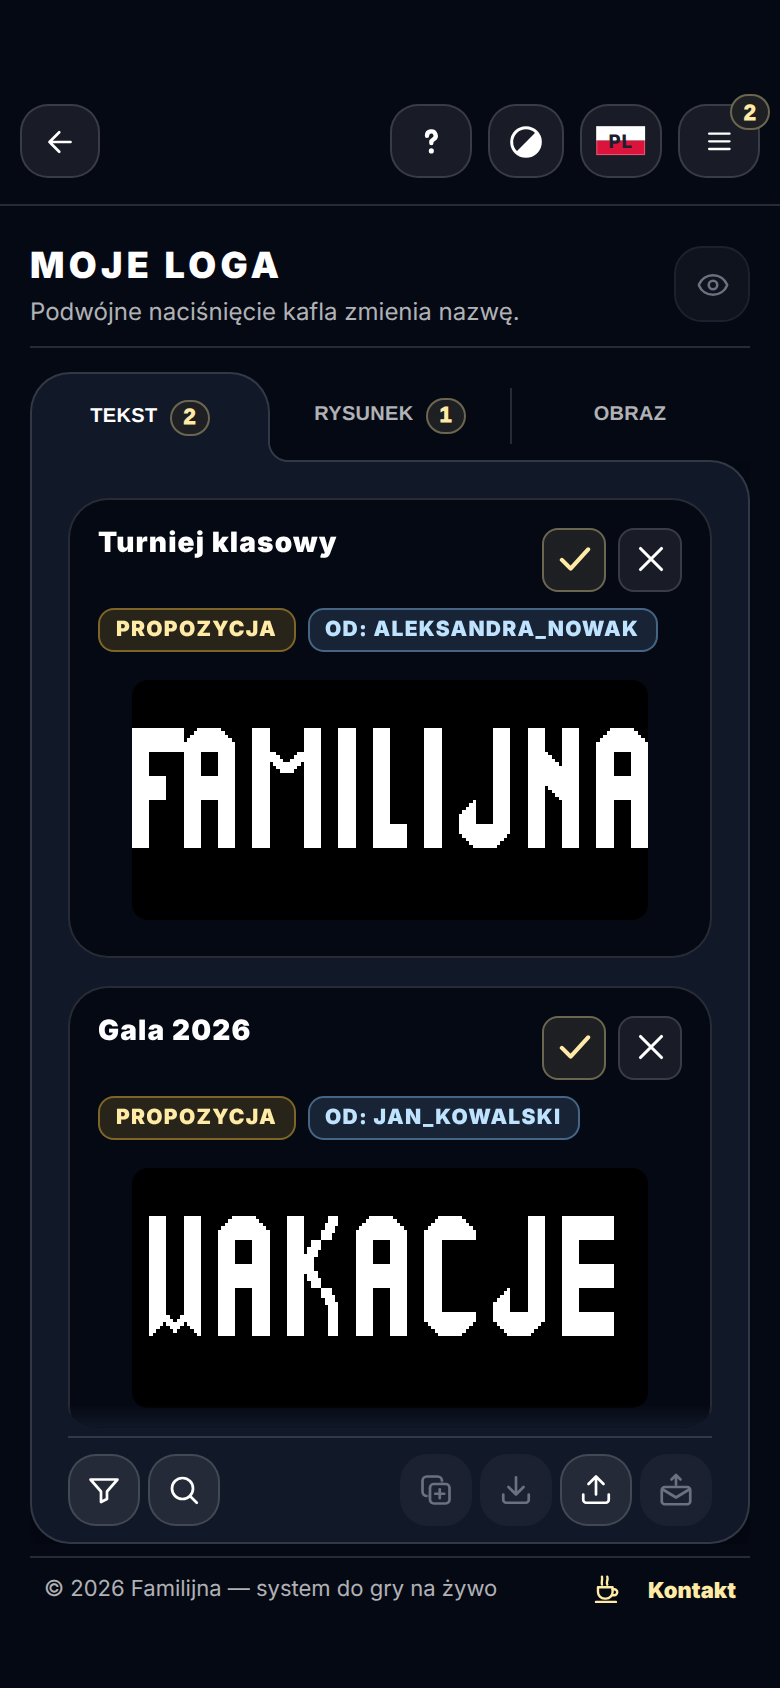 2
PL
MOJE LOGA
Podwójne naciśnięcie kafla zmienia nazwę.
TEKST 2
RYSUNEK 1
OBRAZ
Turniej klasowy
PROPOZYCJA
OD: ALEKSANDRA_NOWAK
FAMILIJNA
Gala 2026
PROPOZYCJA
OD: JAN_KOWALSKI
WAKACJE
© 2026 Familijna — system do gry na żywo
Kontakt